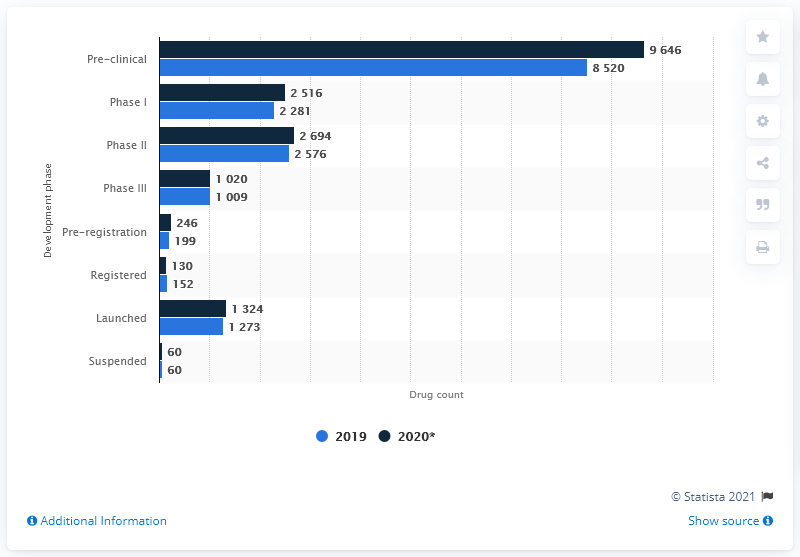 Pre-clinical 9 646
8 520
Phase I 2 516
2 281
Phase II 2 694
2 576
Phase III 1 020
1 009
Pre-registration 246
199
Registered 130
152
Launched 1 324
1 273
Suspended 60
60
Development phase
Drug count
2019 2020*
© Statista 2021
Additional Information Show source